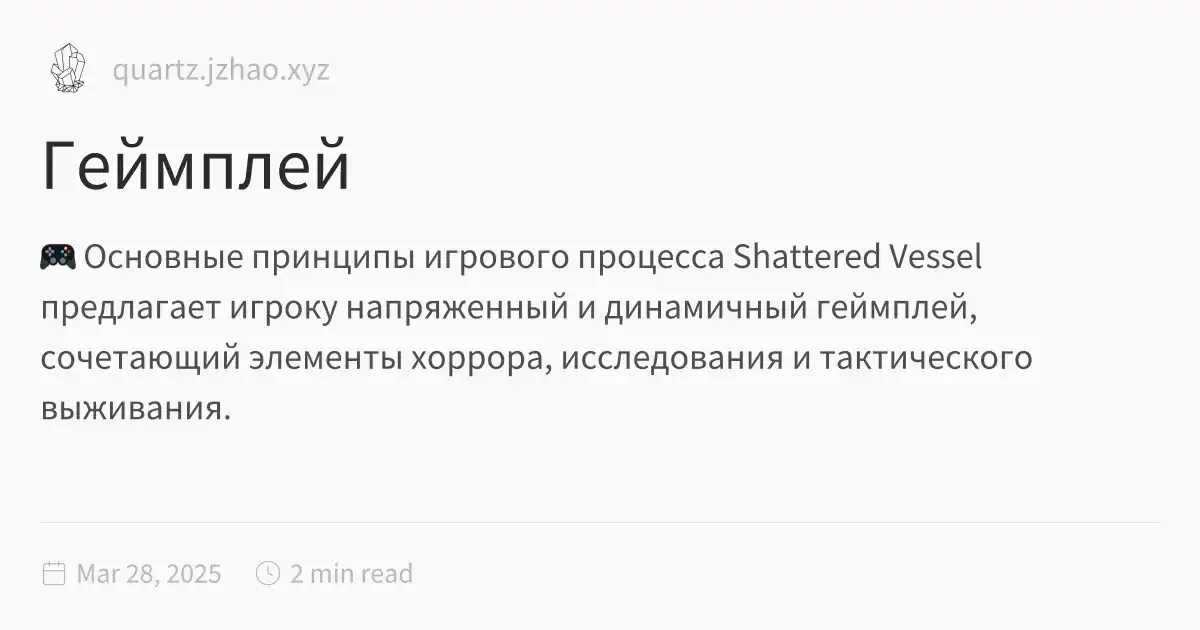 quartz.jzhao.xyz
Геймплей
🎮 Основные принципы игрового процесса Shattered Vessel
предлагает игроку напряженный и динамичный геймплей,
сочетающий элементы хоррора, исследования и тактического
выживания.
Mar 28, 2025
2 min read